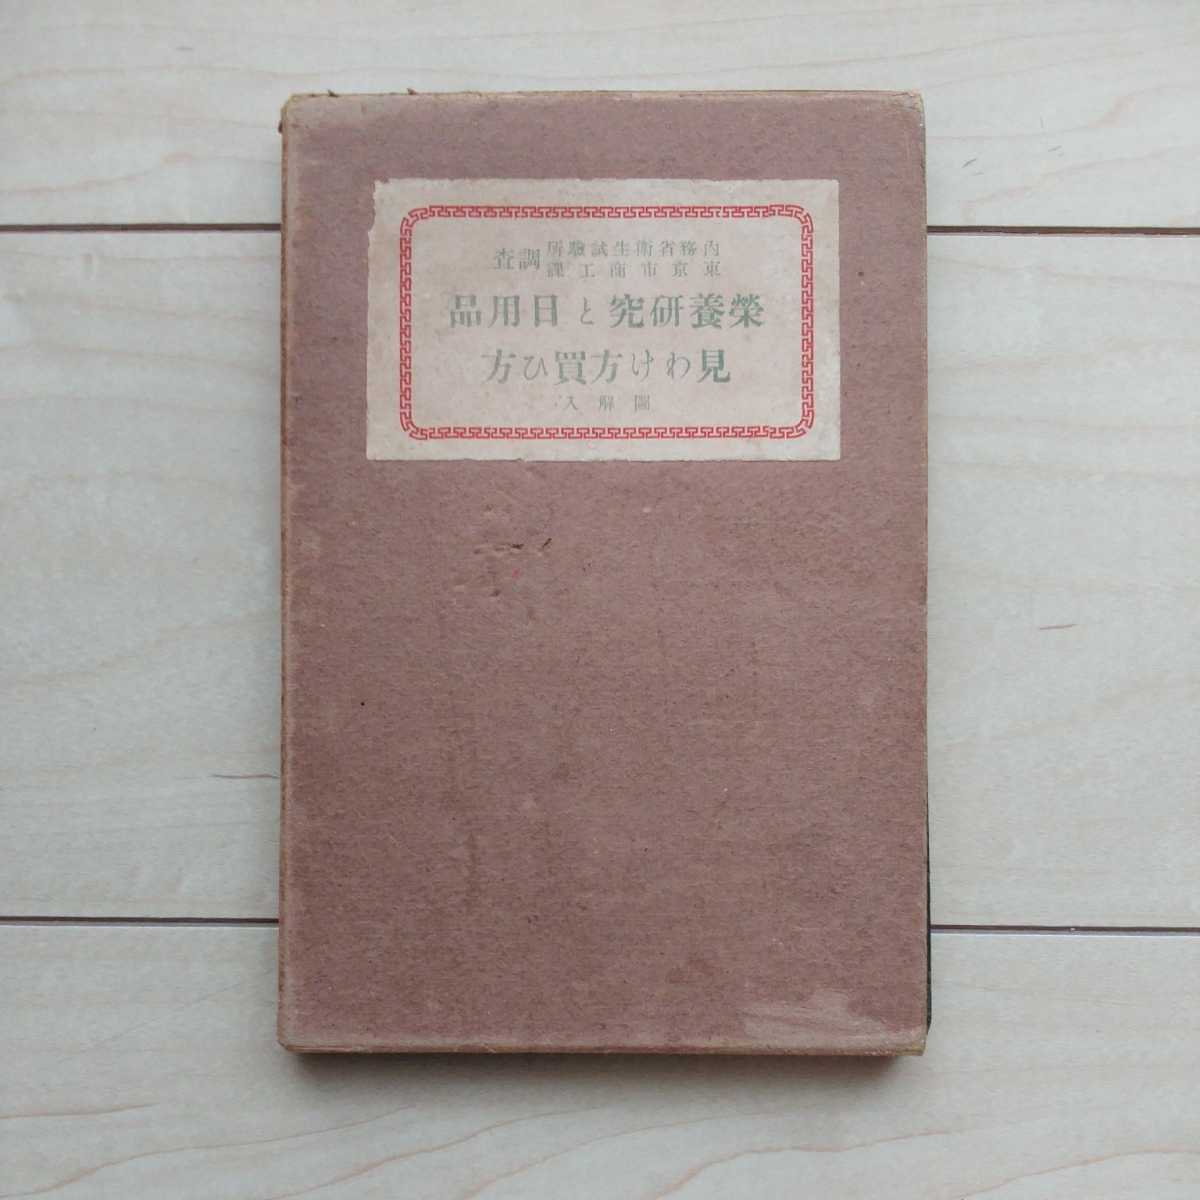 內務省衛生試驗所
東京市商工課
調査
榮養研究と日用品
見わけ方買ひ方
圖解入